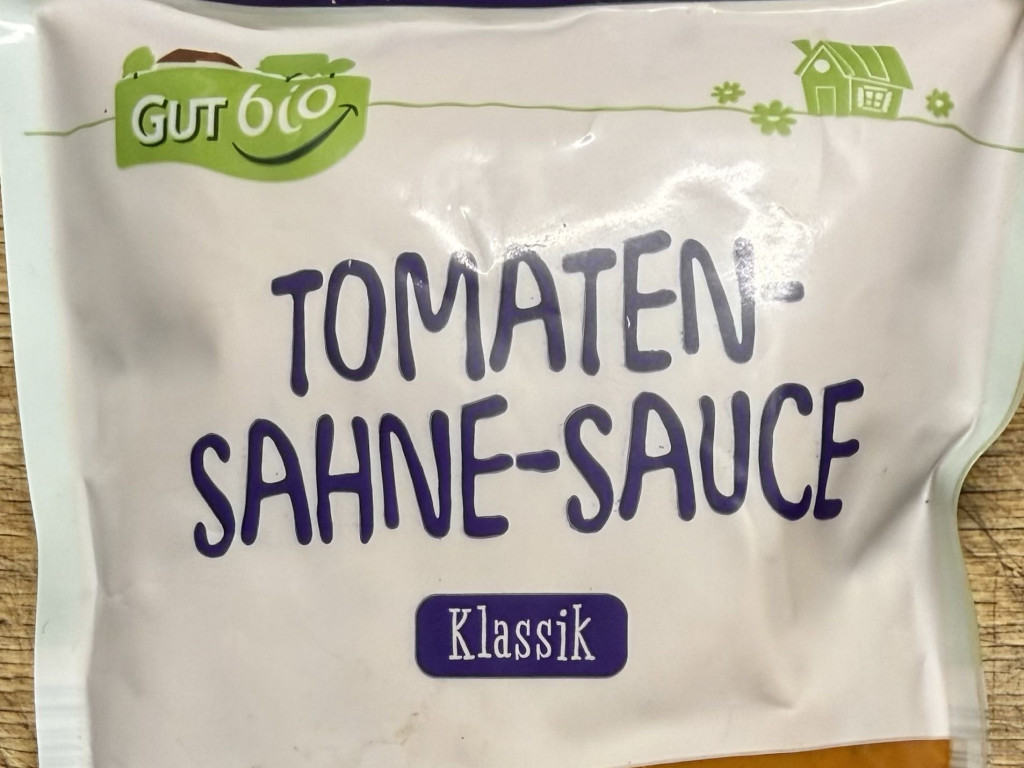 GUT bio
TOMATEN-
SAHNE-SAUCE
Klassik